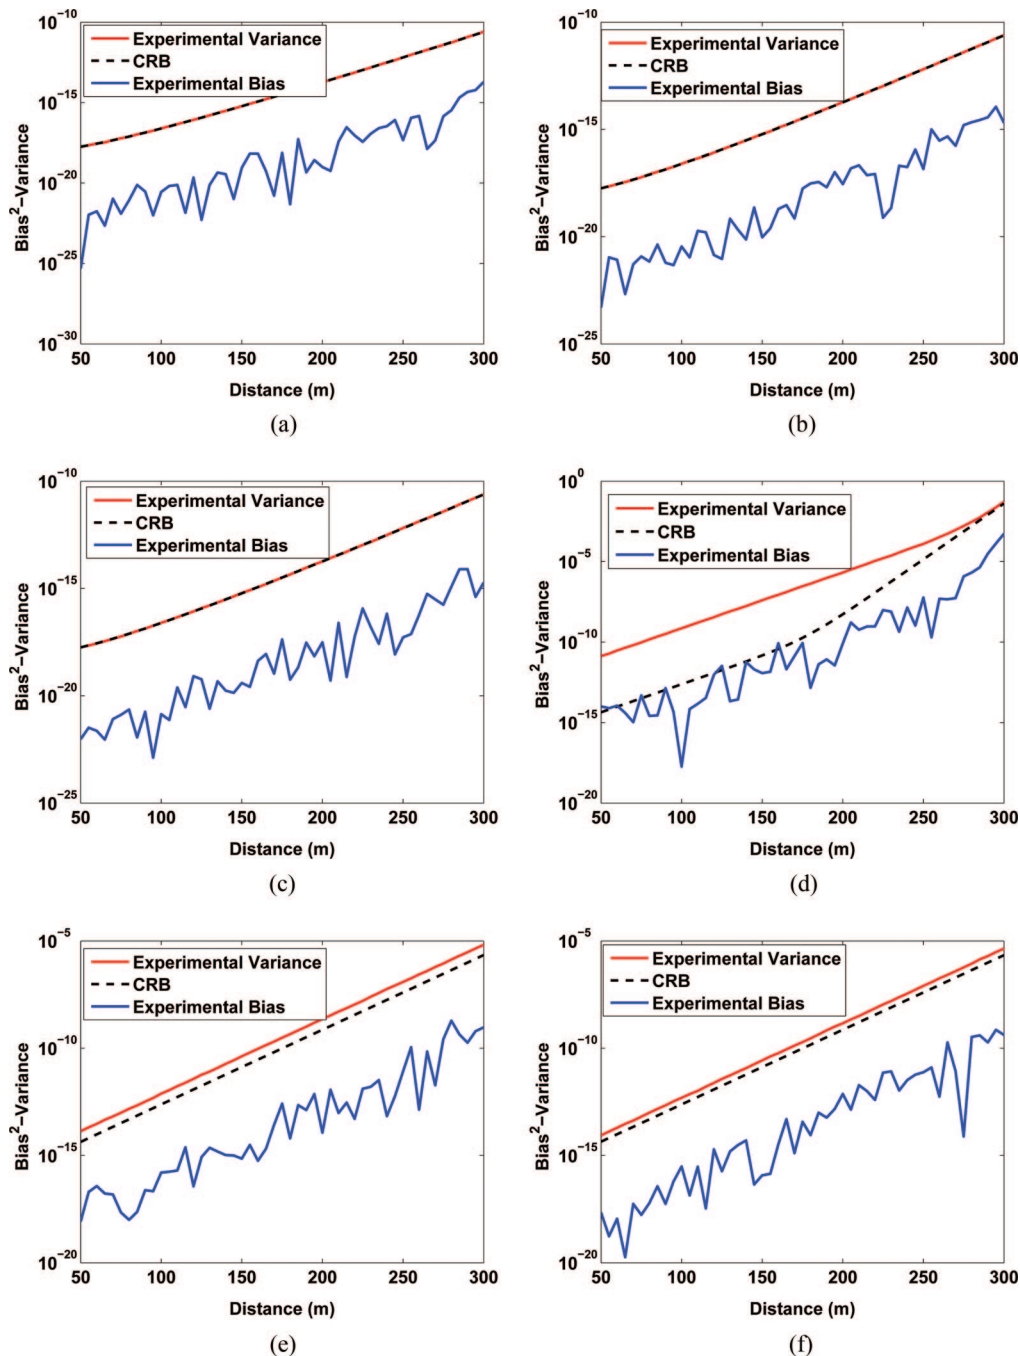 10^−10
Experimental Variance
CRB
Experimental Bias
10^−15
10^−20
10^−25
10^−30
Bias^2−Variance
50 100 150 200 250 300
Distance (m)
(a)
10^−10
Experimental Variance
CRB
Experimental Bias
10^−15
10^−20
10^−25
Bias^2−Variance
50 100 150 200 250 300
Distance (m)
(b)
10^−10
Experimental Variance
CRB
Experimental Bias
10^−15
10^−20
10^−25
Bias^2−Variance
50 100 150 200 250 300
Distance (m)
(c)
10^0
Experimental Variance
CRB
Experimental Bias
10^−5
10^−10
10^−15
10^−20
Bias^2−Variance
50 100 150 200 250 300
Distance (m)
(d)
10^−5
Experimental Variance
CRB
Experimental Bias
10^−10
10^−15
10^−20
Bias^2−Variance
50 100 150 200 250 300
Distance (m)
(e)
10^−5
Experimental Variance
CRB
Experimental Bias
10^−10
10^−15
10^−20
Bias^2−Variance
50 100 150 200 250 300
Distance (m)
(f)